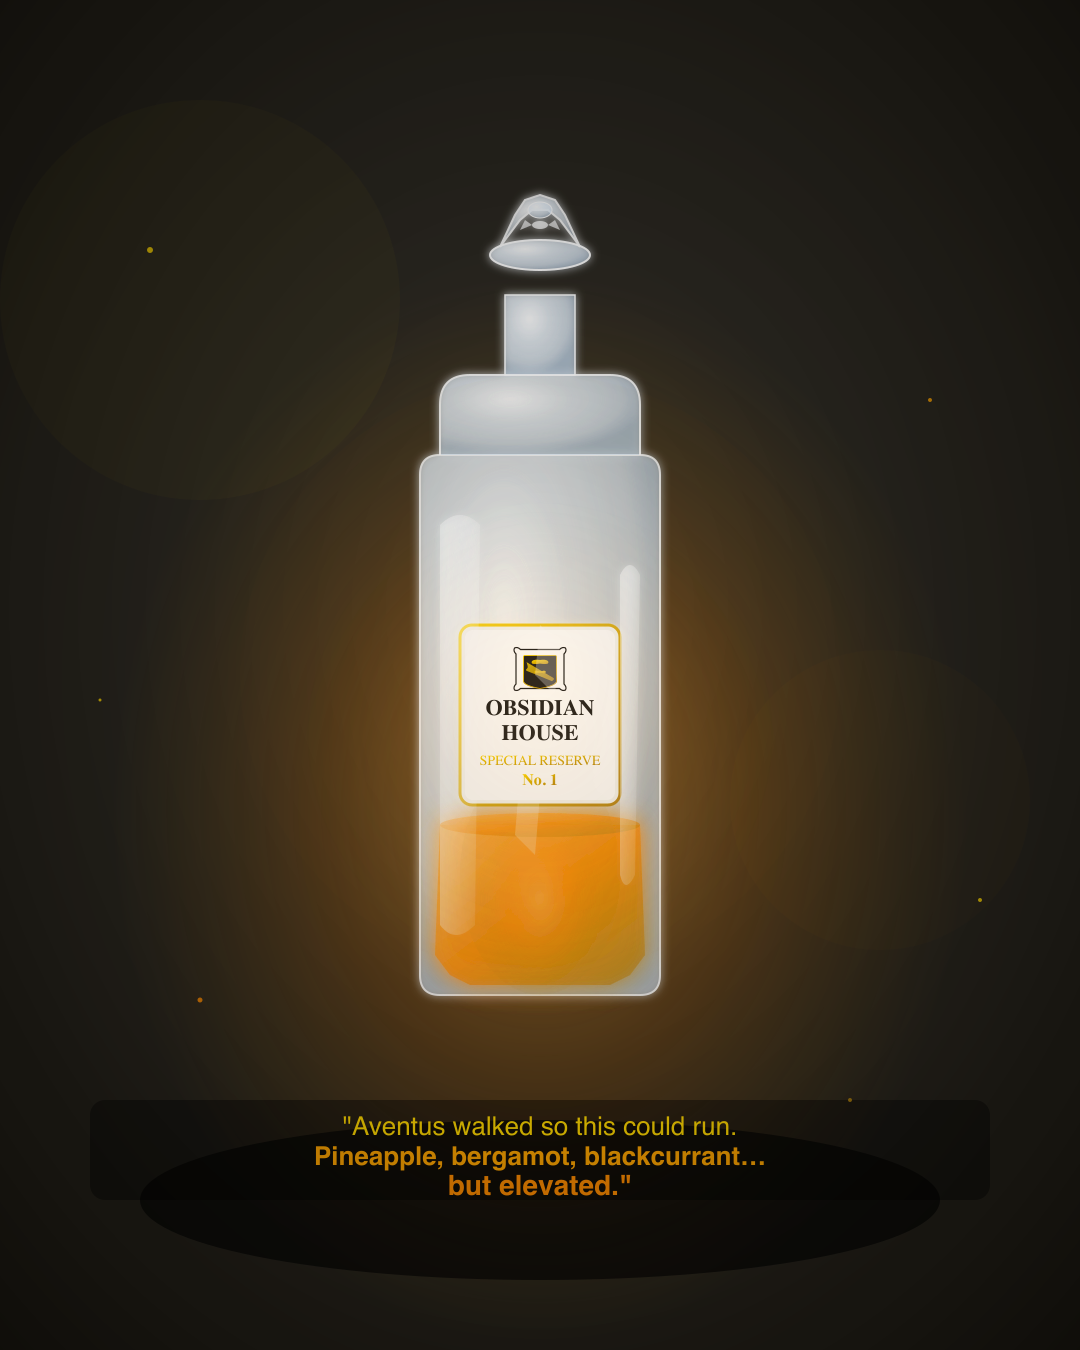 OBSIDIAN
HOUSE
SPECIAL RESERVE
No. 1
"Aventus walked so this could run.
Pineapple, bergamot, blackcurrant...
but elevated."